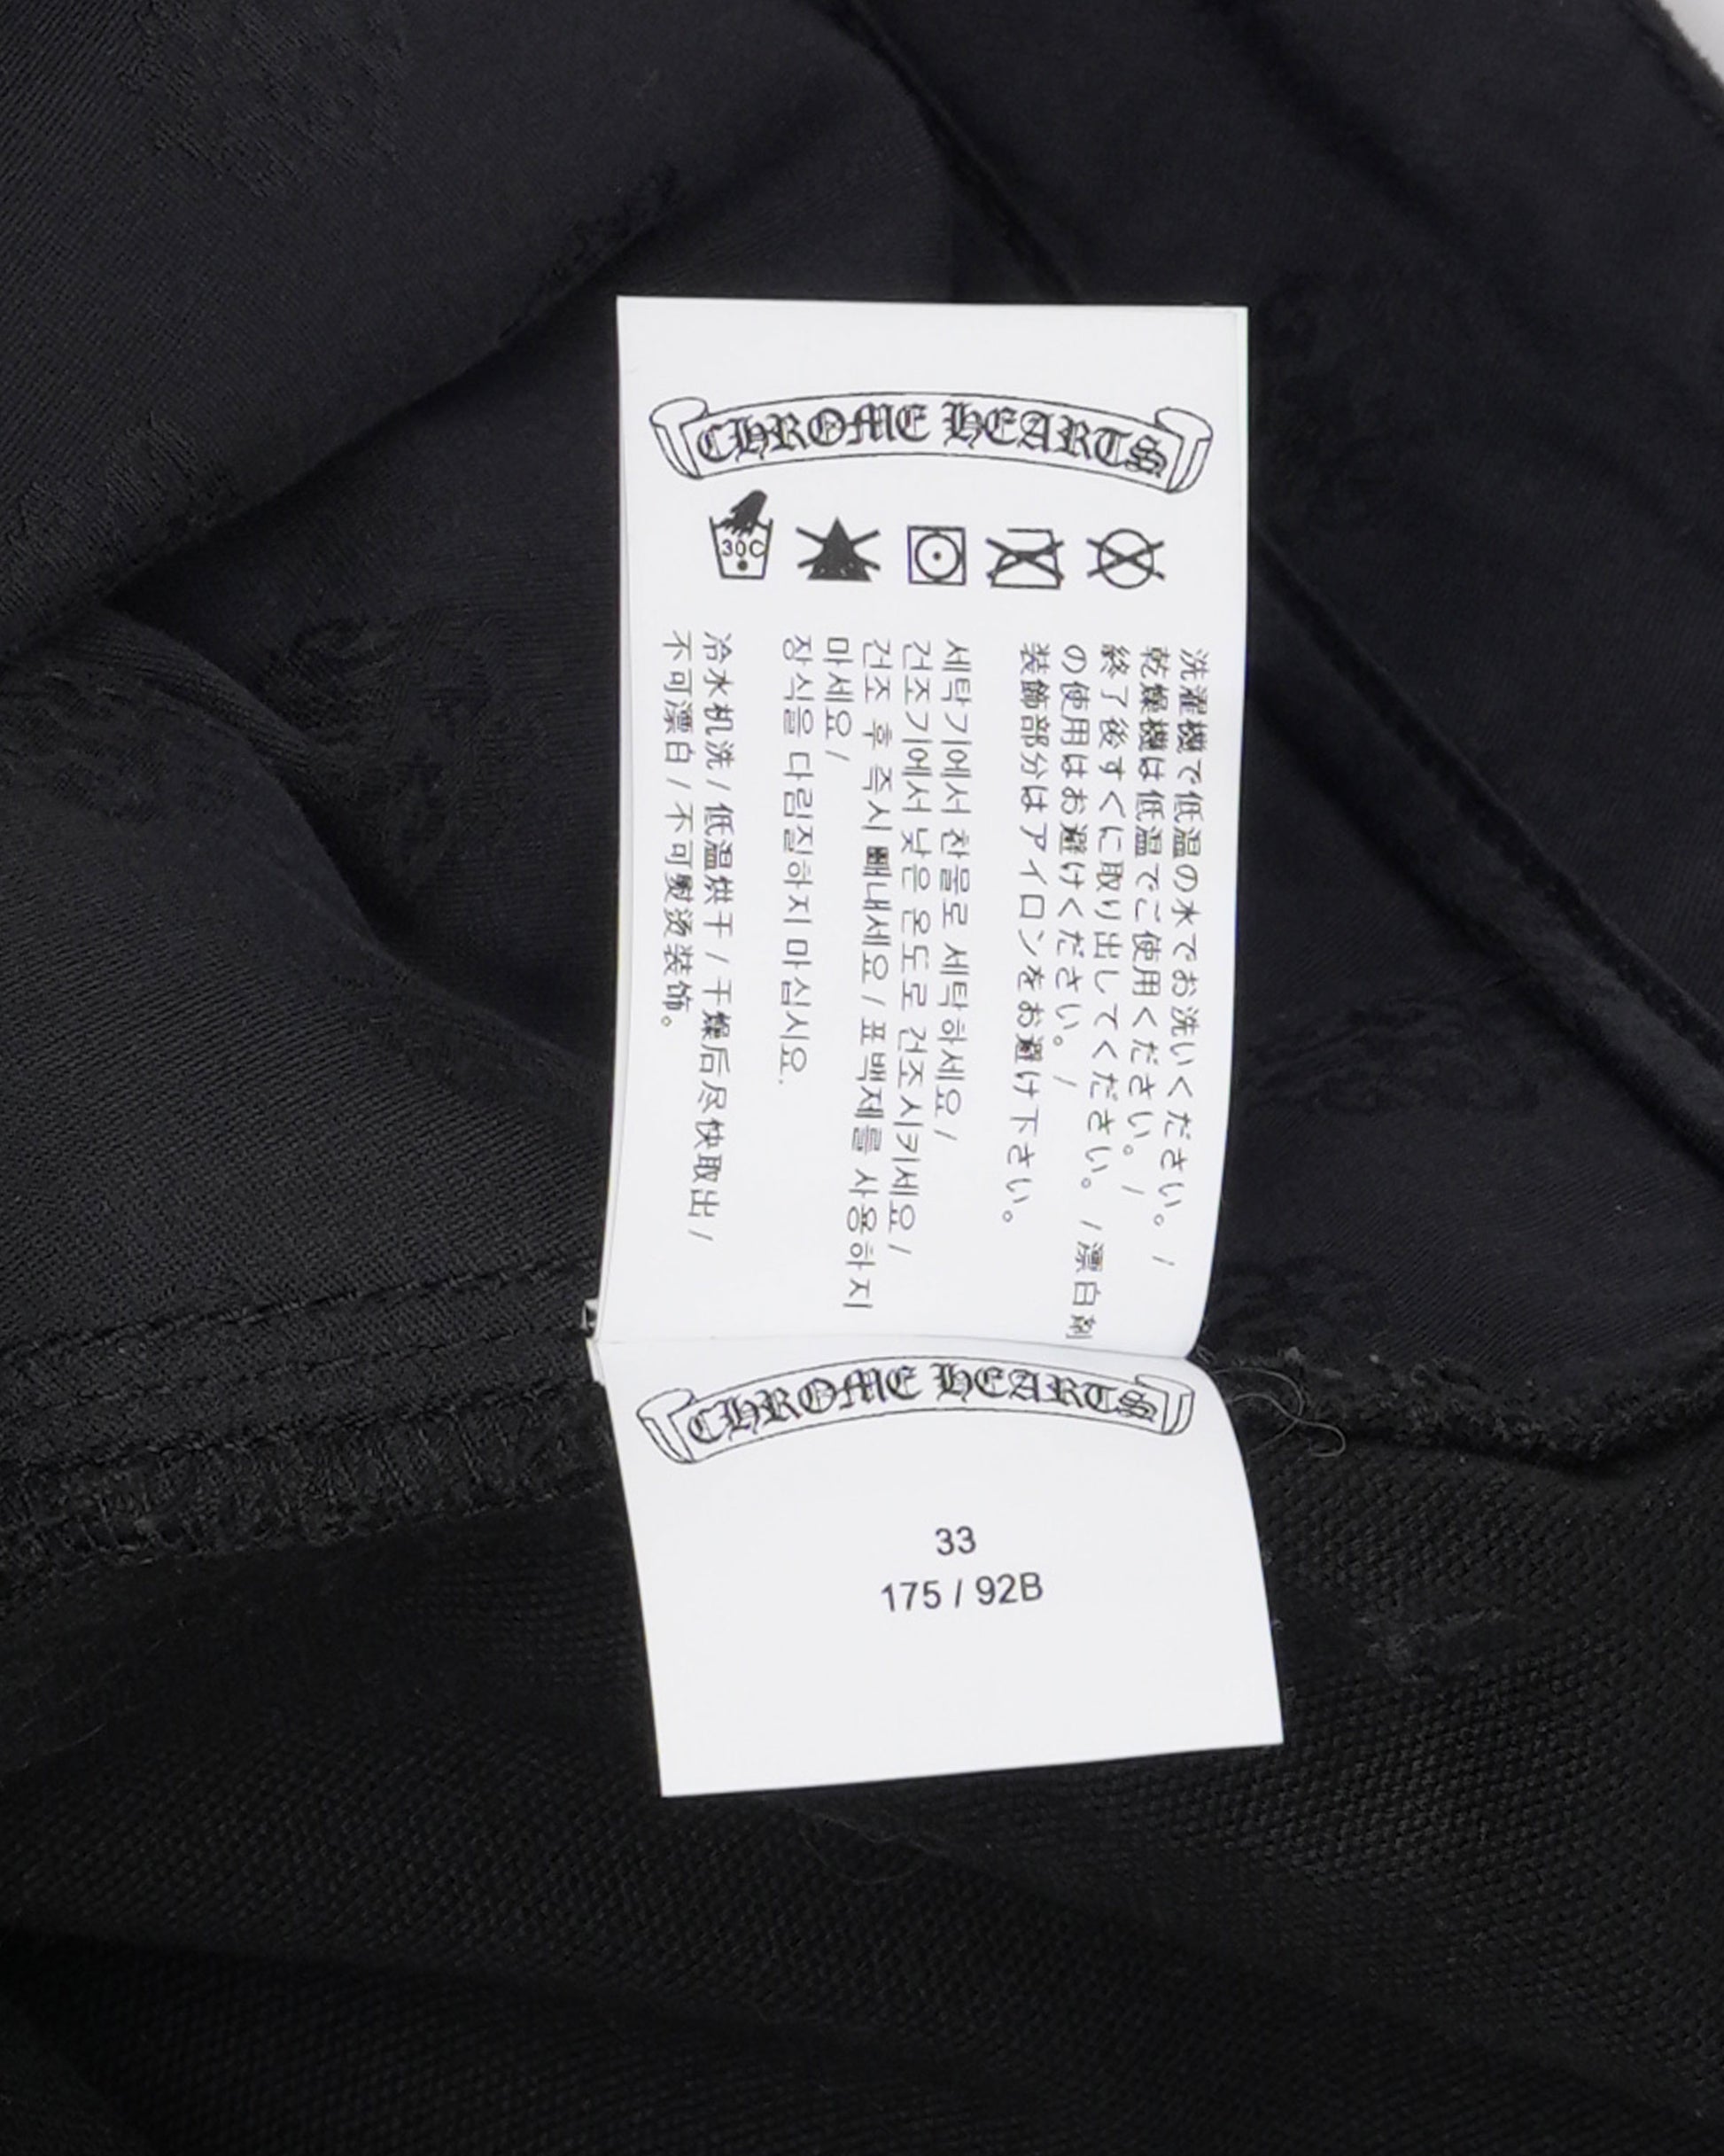 CHROME HEARTS
30C
洗濯機で低温の水でお洗いください。/
乾燥機は低温でご使用ください。/
終了後すぐに取り出してください。/漂白剤
の使用はお避けください。/
装飾部分はアイロンをお避け下さい。
세탁기에서 찬물로 세탁하세요/
건조기에서 낮은 온도로 건조시키세요/
건조 후 즉시 빼내세요/표백제를 사용하지
마세요/
장식을 다림질하지 마십시요.
冷水机洗/低温烘干/干燥后尽快取出/
不可漂白/不可熨烫装饰。
CHROME HEARTS
33
175 / 92B